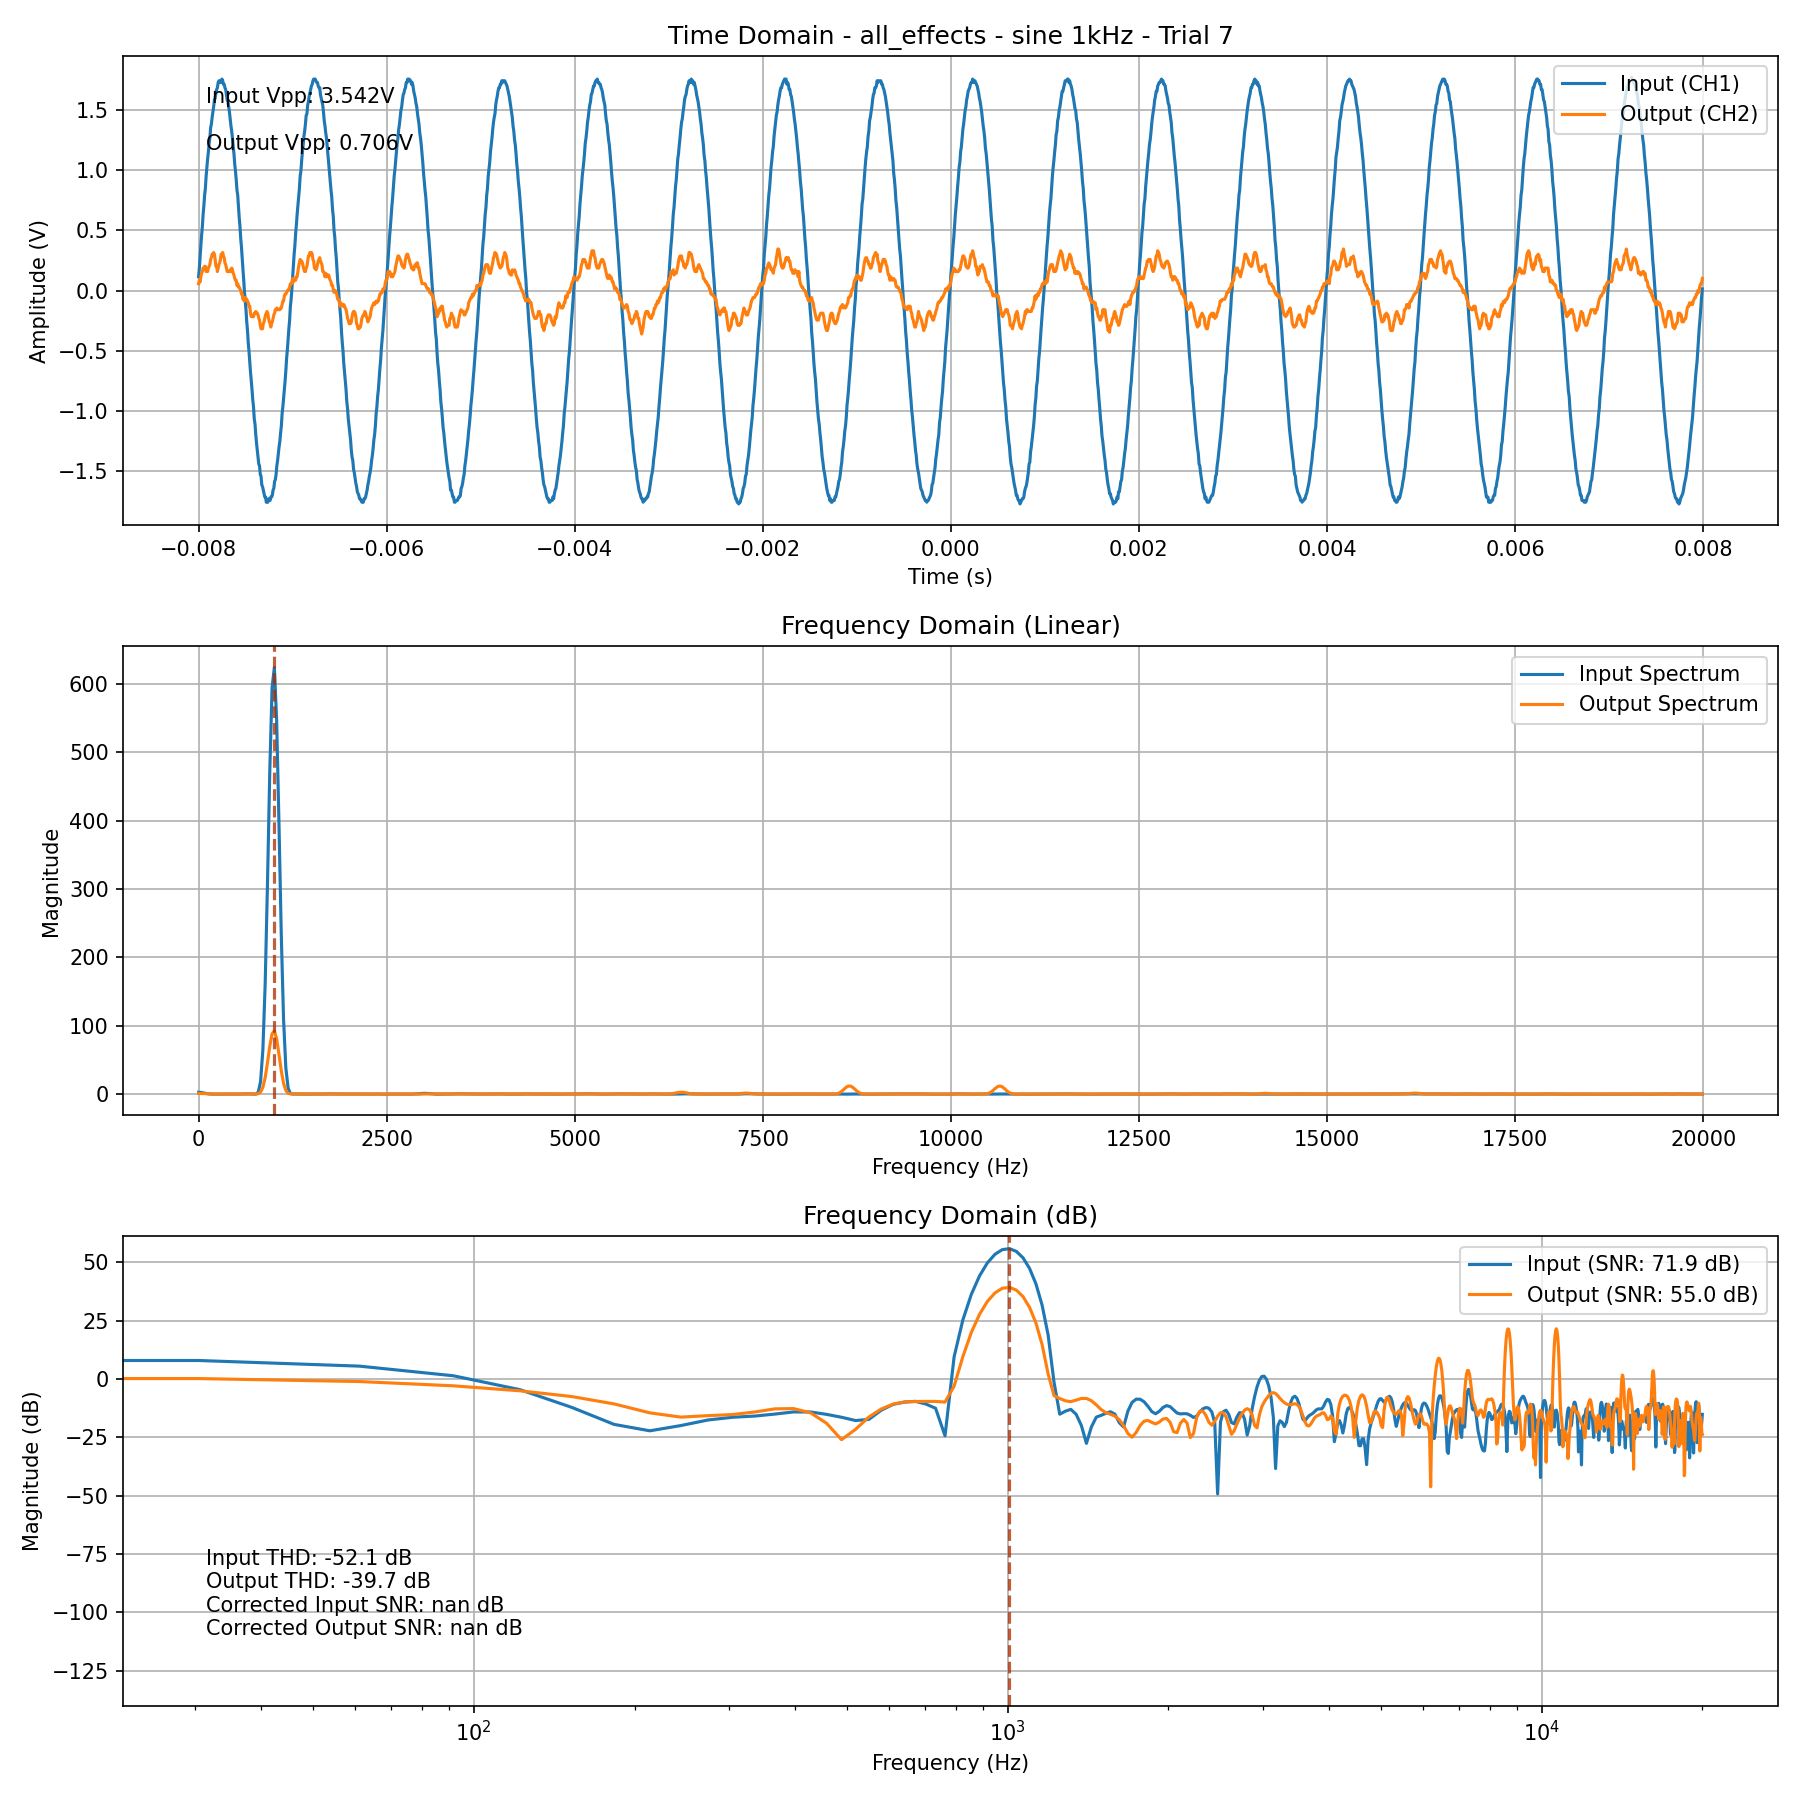 Time Domain - all_effects - sine 1kHz - Trial 7
Input Vpp: 3.542V
Output Vpp: 0.706V
Input (CH1)
Output (CH2)
Amplitude (V)
1.5
1.0
0.5
0.0
−0.5
−1.0
−1.5
−0.008 −0.006 −0.004 −0.002 0.000 0.002 0.004 0.006 0.008
Time (s)
Frequency Domain (Linear)
Input Spectrum
Output Spectrum
Magnitude
600
500
400
300
200
100
0
0 2500 5000 7500 10000 12500 15000 17500 20000
Frequency (Hz)
Frequency Domain (dB)
Input (SNR: 71.9 dB)
Output (SNR: 55.0 dB)
Magnitude (dB)
50
25
0
−25
−50
−75
−100
−125
Input THD: -52.1 dB
Output THD: -39.7 dB
Corrected Input SNR: nan dB
Corrected Output SNR: nan dB
10² 10³ 10⁴
Frequency (Hz)